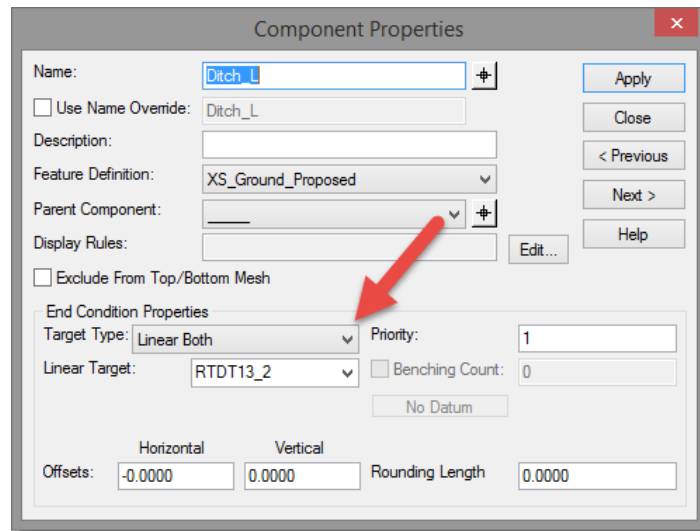 Component Properties
Name: Ditch_L Apply
Use Name Override: Ditch_L Close
Description: < Previous
Feature Definition: XS_Ground_Proposed Next >
Parent Component: _____ Help
Display Rules: Edit...
Exclude From Top/Bottom Mesh
End Condition Properties
Target Type: Linear Both Priority: 1
Linear Target: RTDT13_2 Benching Count: 0
No Datum
Horizontal Vertical
Offsets: -0.0000 0.0000 Rounding Length 0.0000